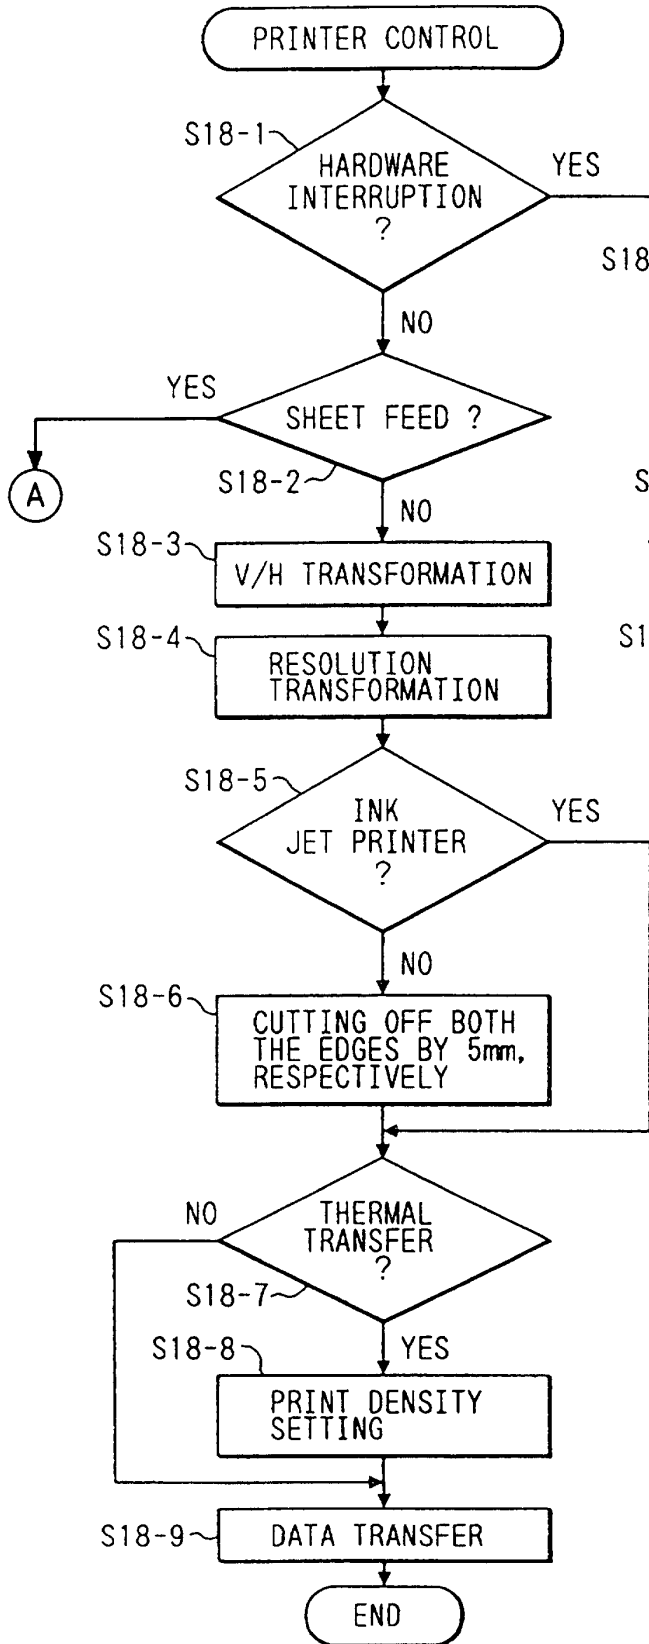 PRINTER CONTROL
S18-1
HARDWARE
INTERRUPTION
?
YES
S18
NO
YES
SHEET FEED ?
S18-2
A
S
NO
S18-3
V/H TRANSFORMATION
S18-4
S1
RESOLUTION
TRANSFORMATION
S18-5
INK
JET PRINTER
?
YES
NO
S18-6
CUTTING OFF BOTH
THE EDGES BY 5mm,
RESPECTIVELY
NO
THERMAL
TRANSFER
?
S18-7
YES
S18-8
PRINT DENSITY
SETTING
S18-9
DATA TRANSFER
END